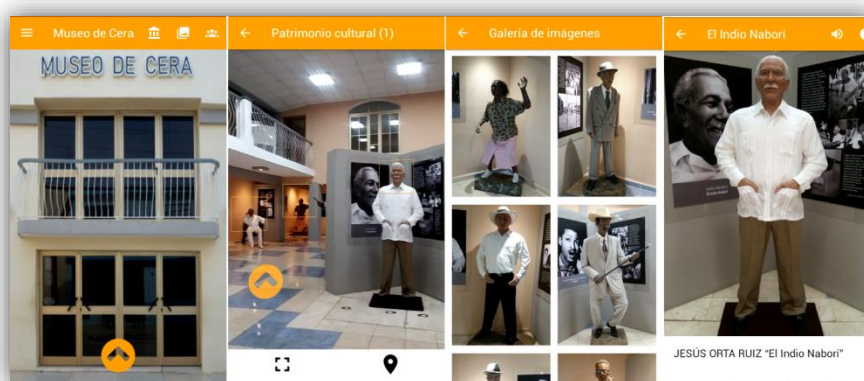 Museo de Cera
MUSEO DE CERA
Patrimonio cultural (1)
Galería de imágenes
El Indio Naborí
JESÚS ORTA RUIZ "El Indio Naborí"